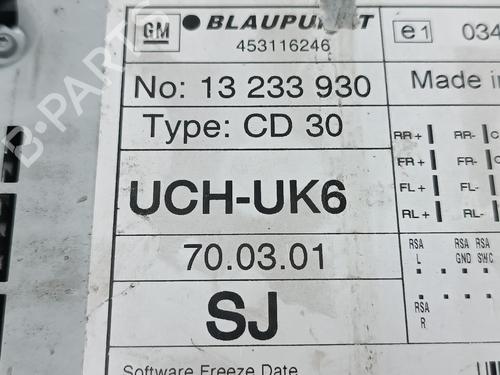 GM BLAUPUNKT
453116246
e1 034
No: 13 233 930
Made in
Type: CD 30
RR+ RR-
UCH-UK6
FR+ FR-
FL+ FL-
RL+ RL-
70.03.01
RSA L RSA GND RSA SWC
SJ
RSA R
Software Freeze Date